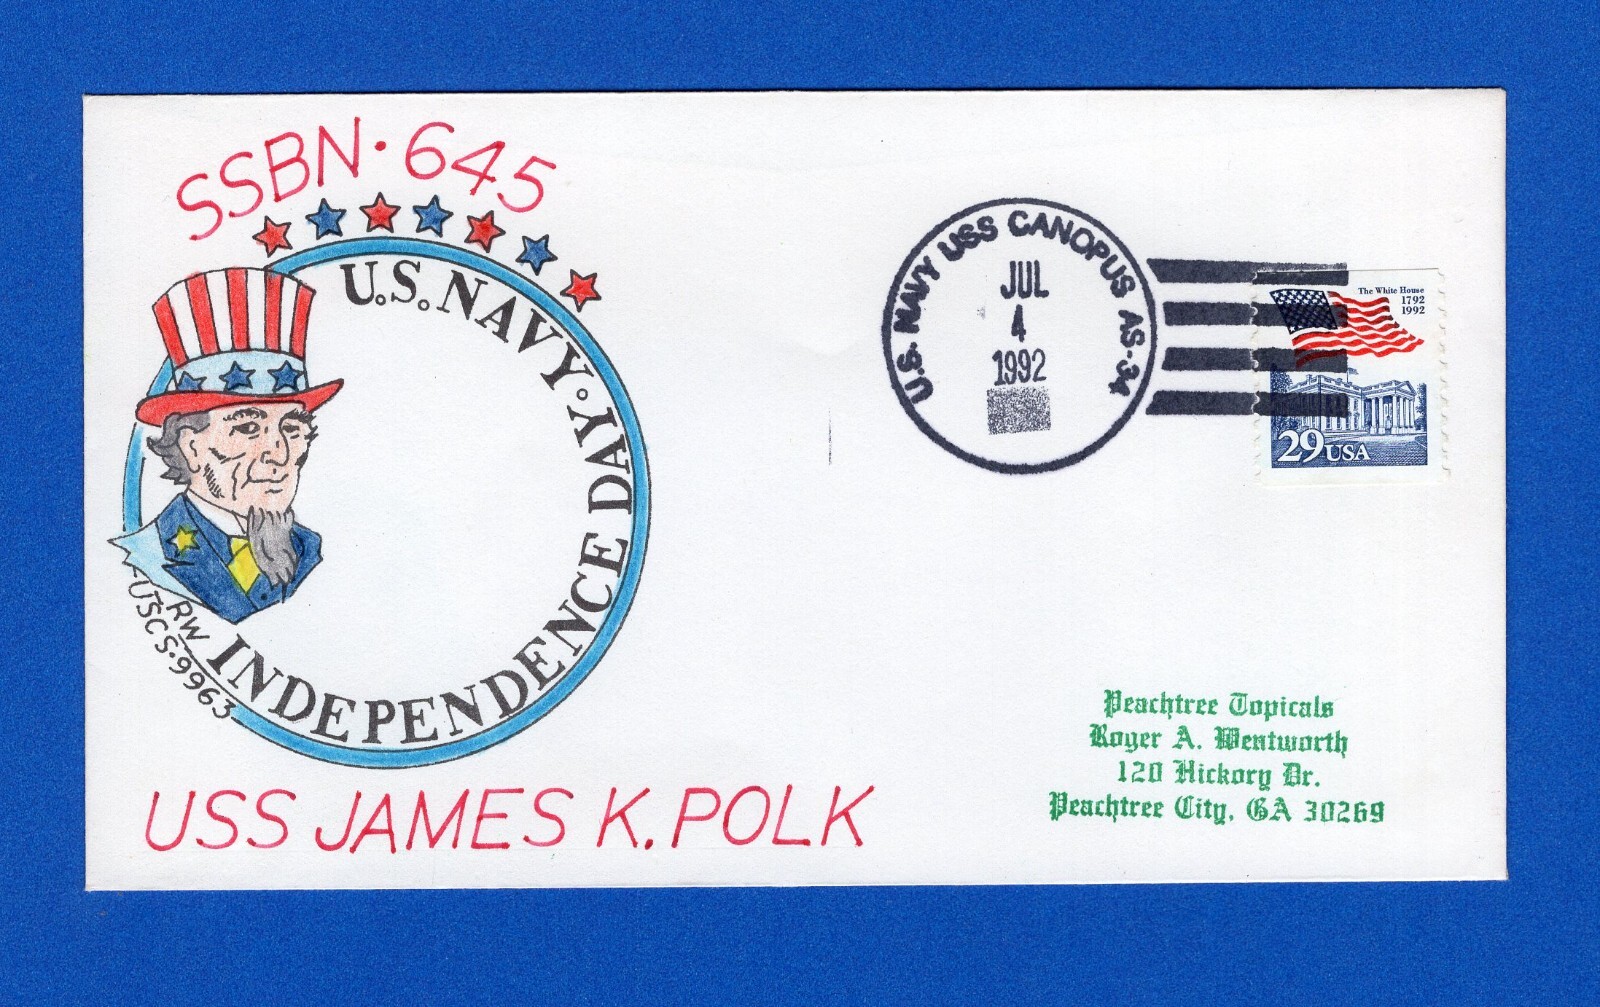 SSBN·645
U.S. NAVY·
INDEPENDENCE DAY·
RW
USCS·9963
USS JAMES K. POLK
U.S. NAVY USS CANOPUS AS-34
JUL
4
1992
The White House
1792
1992
29 USA
Peachtree Topicals
Roger A. Wentworth
120 Hickory Dr.
Peachtree City, GA 30269